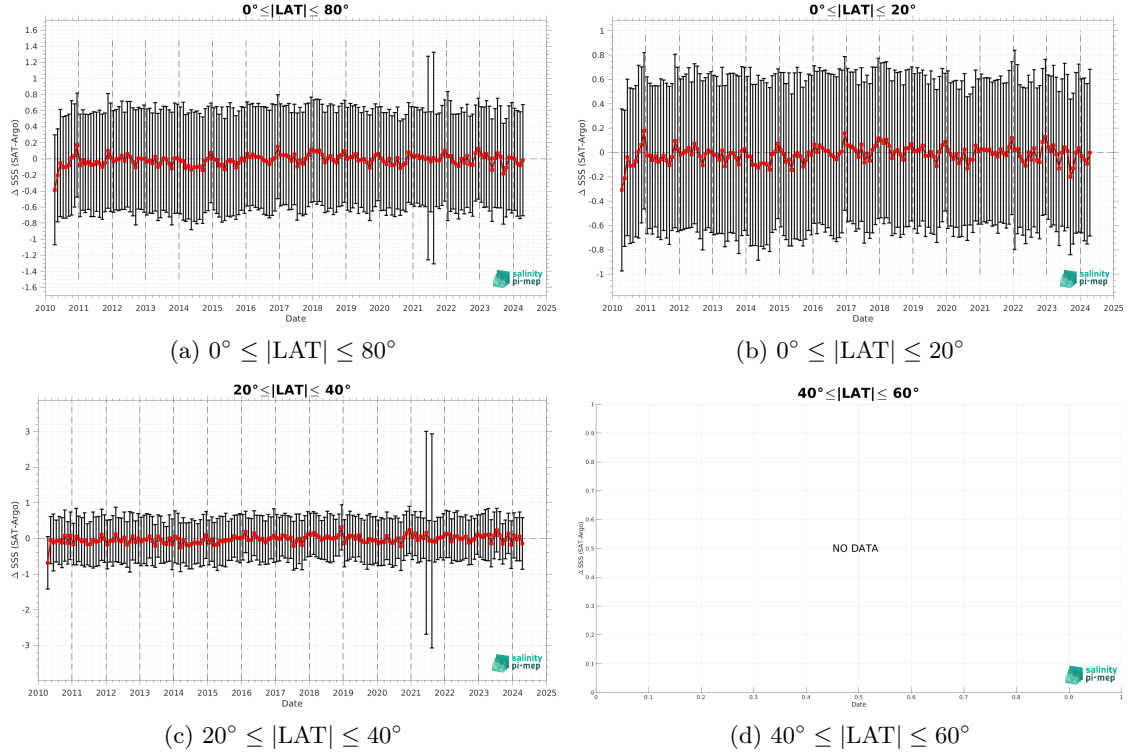 0°≤|LAT|≤ 80°
1.6
1.4
1.2
1
0.8
0.6
0.4
0.2
0
-0.2
-0.4
-0.6
-0.8
-1
-1.2
-1.4
-1.6
Δ SSS (SAT-Argo)
2010 2011 2012 2013 2014 2015 2016 2017 2018 2019 2020 2021 2022 2023 2024 2025
Date
salinity
pi-mep
(a) 0° ≤ |LAT| ≤ 80°
0°≤|LAT|≤ 20°
1
0.8
0.6
0.4
0.2
0
-0.2
-0.4
-0.6
-0.8
-1
Δ SSS (SAT-Argo)
2010 2011 2012 2013 2014 2015 2016 2017 2018 2019 2020 2021 2022 2023 2024 2025
Date
salinity
pi-mep
(b) 0° ≤ |LAT| ≤ 20°
20°≤|LAT|≤ 40°
3
2
1
0
-1
-2
-3
Δ SSS (SAT-Argo)
2010 2011 2012 2013 2014 2015 2016 2017 2018 2019 2020 2021 2022 2023 2024 2025
Date
salinity
pi-mep
(c) 20° ≤ |LAT| ≤ 40°
40°≤|LAT|≤ 60°
1
0.9
0.8
0.7
0.6
0.5
0.4
0.3
0.2
0.1
0
Δ SSS (SAT-Argo)
NO DATA
0 0.1 0.2 0.3 0.4 0.5 0.6 0.7 0.8 0.9 1
Date
salinity
pi-mep
(d) 40° ≤ |LAT| ≤ 60°